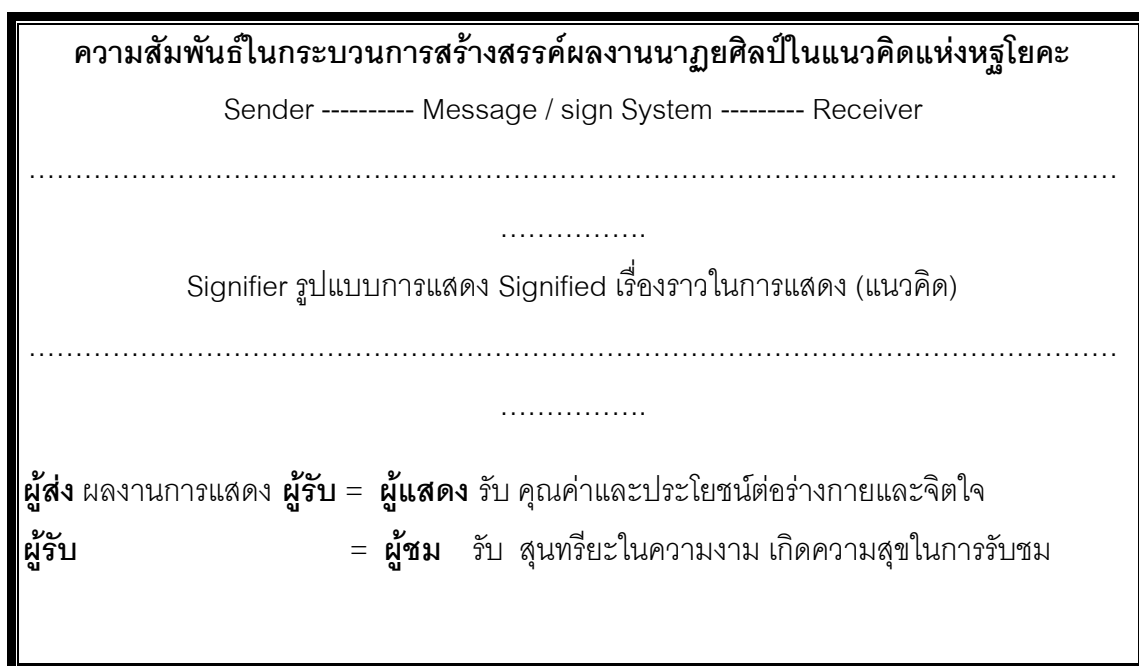 ความสัมพันธ์ในกระบวนการสร้างสรรค์ผลงานนาฏยศิลป์ในแนวคิดแห่งหฐโยคะ
Sender ---------- Message / sign System --------- Receiver
……………………………………………………………………………………………………
…………….
Signifier รูปแบบการแสดง Signified เรื่องราวในการแสดง (แนวคิด)
……………………………………………………………………………………………………
…………….
ผู้ส่ง ผลงานการแสดง ผู้รับ = ผู้แสดง รับ คุณค่าและประโยชน์ต่อร่างกายและจิตใจ
ผู้รับ = ผู้ชม รับ สุนทรียะในความงาม เกิดความสุขในการรับชม